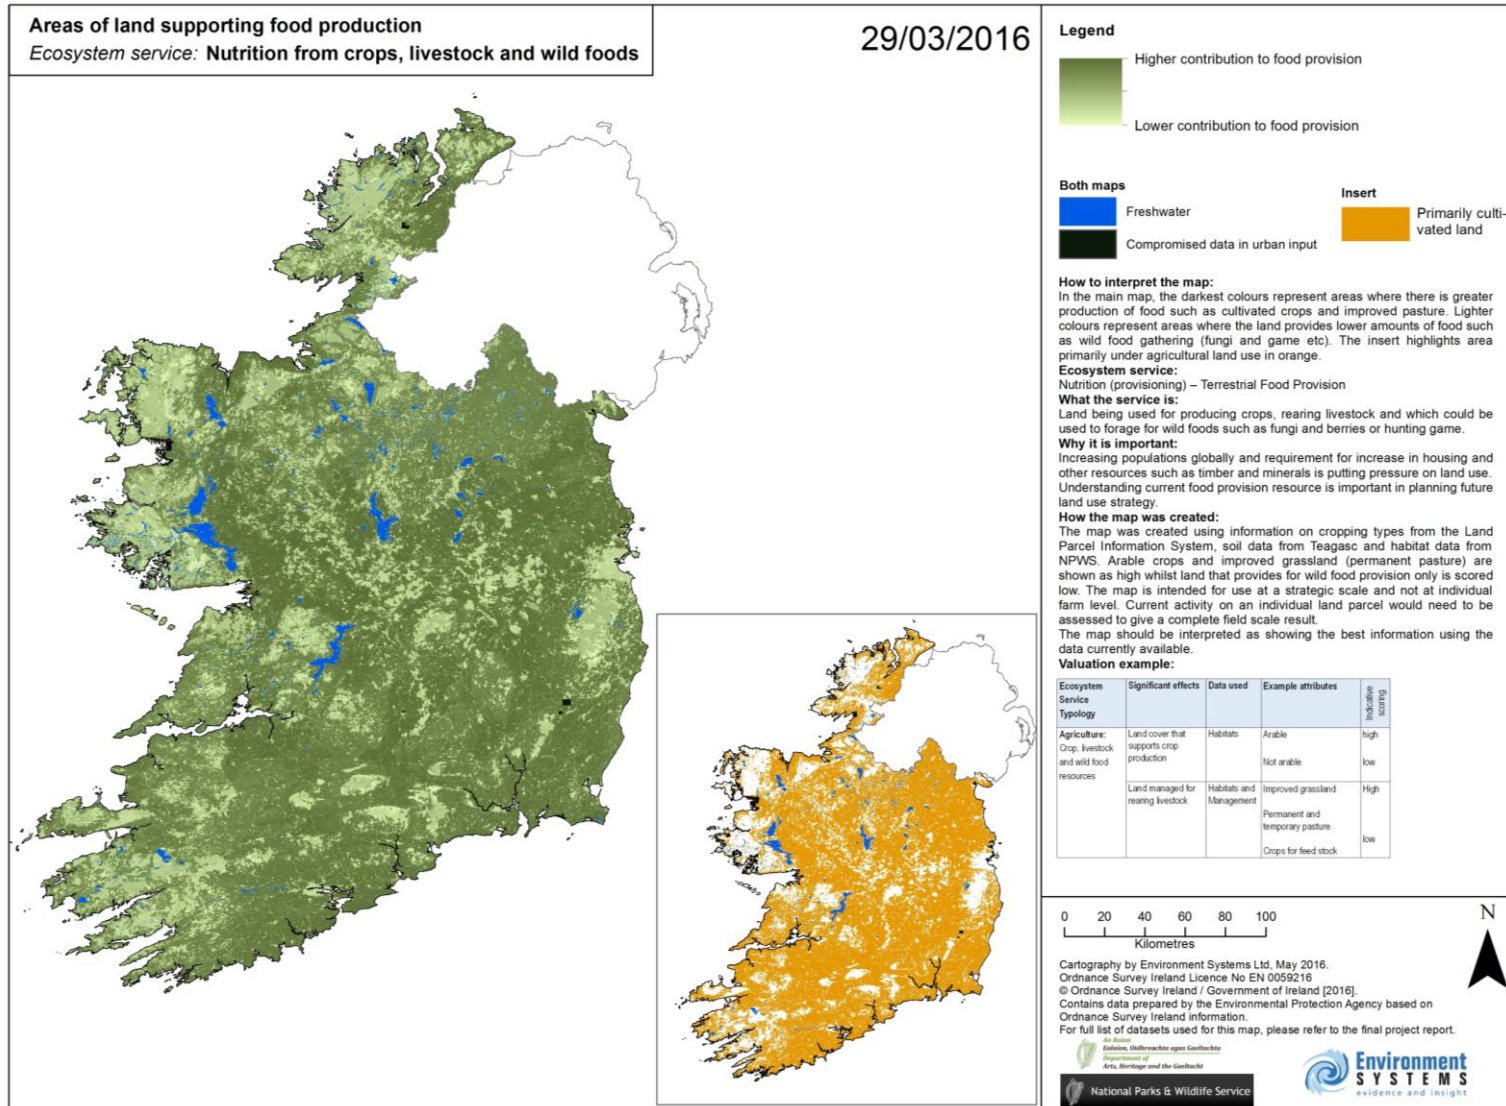 Areas of land supporting food production
Ecosystem service: Nutrition from crops, livestock and wild foods
29/03/2016
Legend
Higher contribution to food provision
Lower contribution to food provision
Both maps
Freshwater
Compromised data in urban input
Insert
Primarily culti-
vated land
How to interpret the map:
In the main map, the darkest colours represent areas where there is greater
production of food such as cultivated crops and improved pasture. Lighter
colours represent areas where the land provides lower amounts of food such
as wild food gathering (fungi and game etc). The insert highlights area
primarily under agricultural land use in orange.
Ecosystem service:
Nutrition (provisioning) – Terrestrial Food Provision
What the service is:
Land being used for producing crops, rearing livestock and which could be
used to forage for wild foods such as fungi and berries or hunting game.
Why it is important:
Increasing populations globally and requirement for increase in housing and
other resources such as timber and minerals is putting pressure on land use.
Understanding current food provision resource is important in planning future
land use strategy.
How the map was created:
The map was created using information on cropping types from the Land
Parcel Information System, soil data from Teagasc and habitat data from
NPWS. Arable crops and improved grassland (permanent pasture) are
shown as high whilst land that provides for wild food provision only is scored
low. The map is intended for use at a strategic scale and not at individual
farm level. Current activity on an individual land parcel would need to be
assessed to give a complete field scale result.
The map should be interpreted as showing the best information using the
data currently available.
Valuation example:
Ecosystem Service Typology
Significant effects
Data used
Example attributes
Indicative scoring
Agriculture:
Crop, livestock
and wild food
resources
Land cover that
supports crop
production
Habitats
Arable
high
Not arable
low
Land managed for
rearing livestock
Habitats and
Management
Improved grassland
High
Permanent and
temporary pasture
Crops for feed stock
low
0 20 40 60 80 100
Kilometres
N
Cartography by Environment Systems Ltd, May 2016.
Ordnance Survey Ireland Licence No EN 0059216
© Ordnance Survey Ireland / Government of Ireland [2016].
Contains data prepared by the Environmental Protection Agency based on
Ordnance Survey Ireland information.
For full list of datasets used for this map, please refer to the final project report.
An Roinn
Ealaíon, Oidhreachta agus Gaeltachta
Department of
Arts, Heritage and the Gaeltacht
National Parks & Wildlife Service
Environment
SYSTEMS
evidence and insight